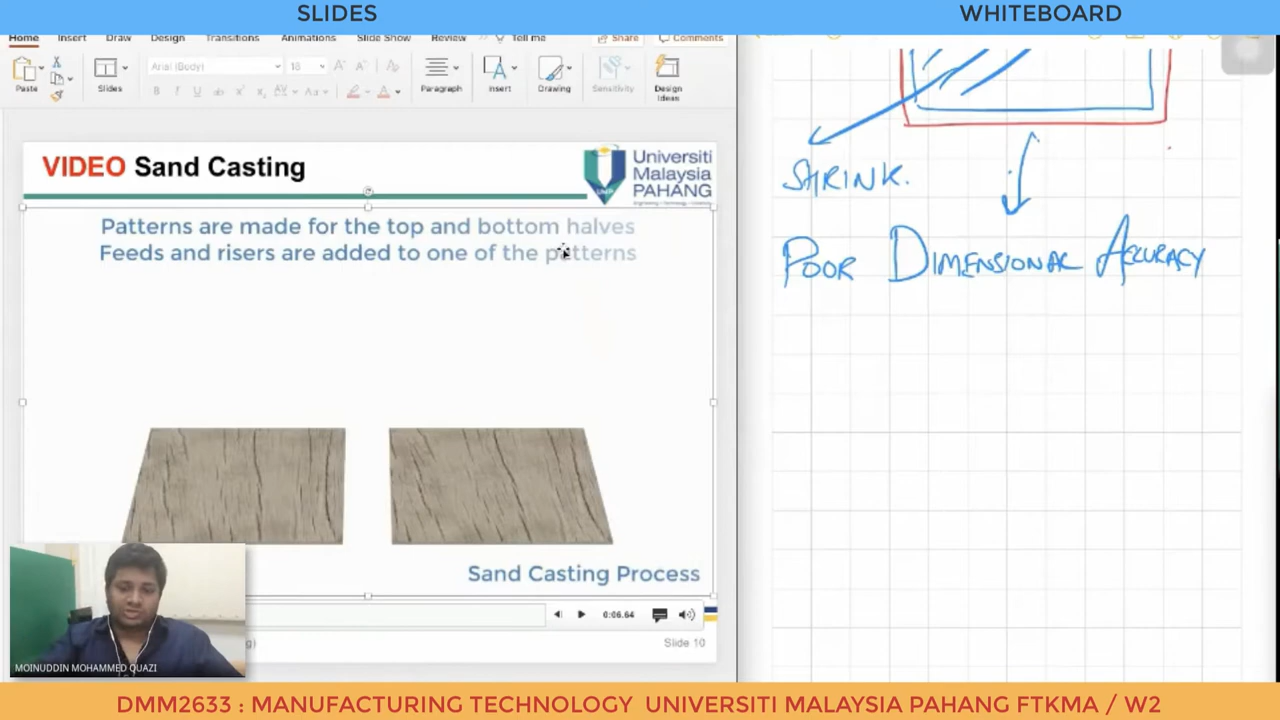 SLIDES
WHITEBOARD
Home Insert Draw Design Transitions Animations Slide Show Review Tell me Share Comments
Arial (Body) 18
Paste Slides Paragraph Insert Drawing Sensitivity Design Ideas
VIDEO Sand Casting
Universiti
Malaysia
PAHANG
Patterns are made for the top and bottom halves
Feeds and risers are added to one of the patterns
Sand Casting Process
0:06.64
Slide 10
MOINUDDIN MOHAMMED QUAZI
SHRINK.
POOR DIMENSIONAL ACCURACY
DMM2633 : MANUFACTURING TECHNOLOGY UNIVERSITI MALAYSIA PAHANG FTKMA / W2